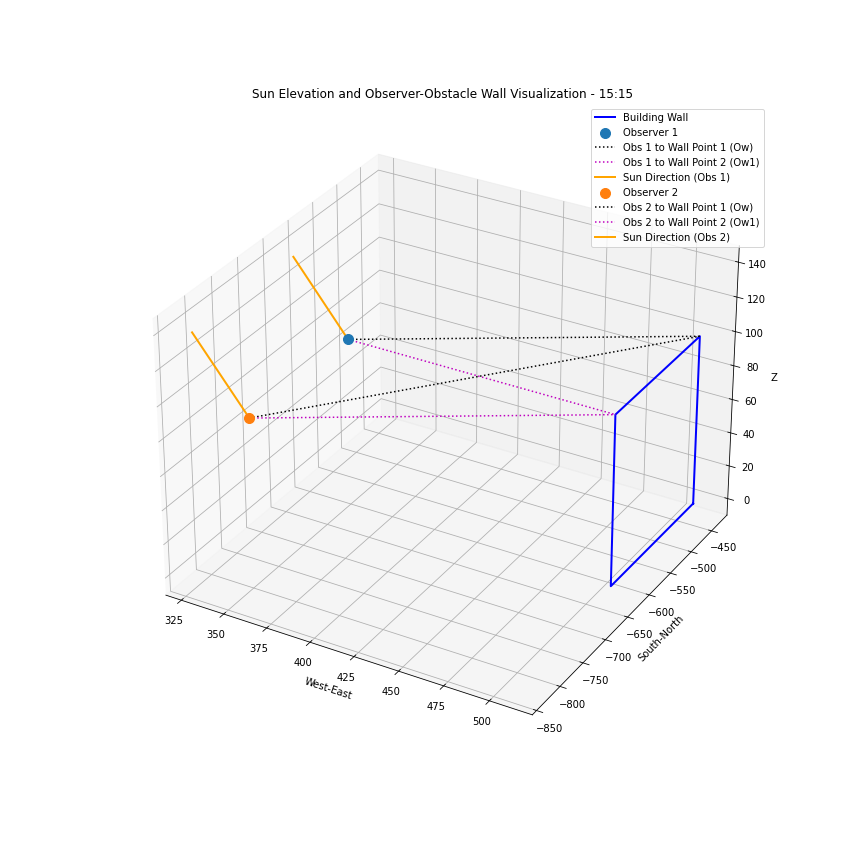 Sun Elevation and Observer-Obstacle Wall Visualization - 15:15
Building Wall
Observer 1
Obs 1 to Wall Point 1 (Ow)
Obs 1 to Wall Point 2 (Ow1)
Sun Direction (Obs 1)
Observer 2
Obs 2 to Wall Point 1 (Ow)
Obs 2 to Wall Point 2 (Ow1)
Sun Direction (Obs 2)
140
120
100
80
60
40
20
0
Z
−450
−500
−550
−600
−650
−700
−750
−800
−850
South-North
325
350
375
400
425
450
475
500
West-East